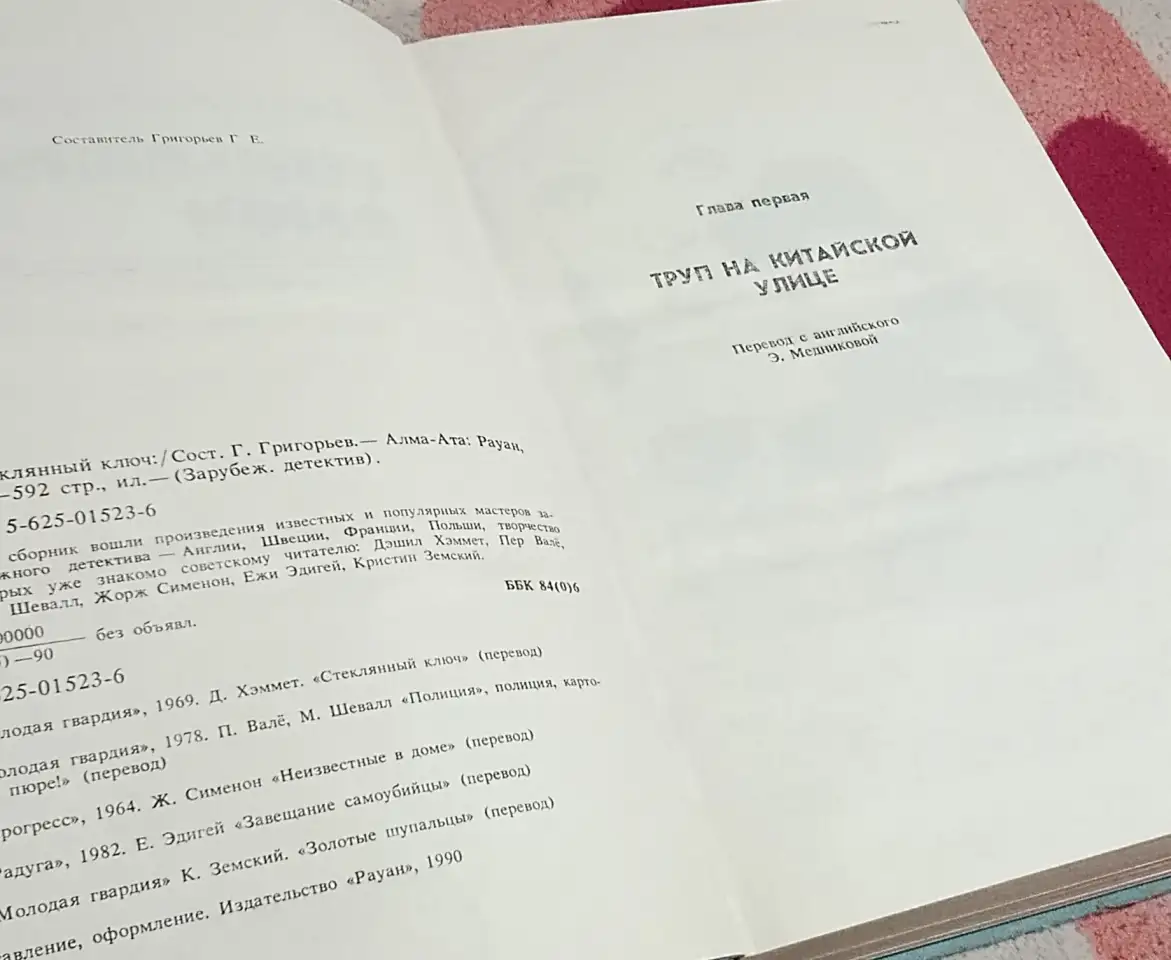 Составитель Григорьев Г Е.
клянный ключ:/Сост. Г. Григорьев.— Алма-Ата: Рауан,
—592 стр., ил.— (Зарубеж. детектив).
5-625-01523-6
сборник вошли произведения известных и популярных мастеров за-
жного детектива — Англии, Швеции, Франции, Польши, творчество
рых уже знакомо советскому читателю: Дэшил Хэммет, Пер Валё,
Шевалл, Жорж Сименон, Ежи Эдигей, Кристин Земский.
ББК 84(0)6
00000
— без объявл.
) —90
25-01523-6
лодая гвардия», 1969. Д. Хэммет. «Стеклянный ключ» (перевод)
олодая гвардия», 1978. П. Валё, М. Шевалл «Полиция», полиция, карто-
пюре!» (перевод)
рогресс», 1964. Ж. Сименон «Неизвестные в доме» (перевод)
Радуга», 1982. Е. Эдигей «Завещание самоубийцы» (перевод)
Молодая гвардия» К. Земский. «Золотые шупальцы» (перевод)
авление, оформление. Издательство «Рауан», 1990
Глава первая
ТРУП НА КИТАЙСКОЙ
УЛИЦЕ
Перевод с английского
Э. Медниковой